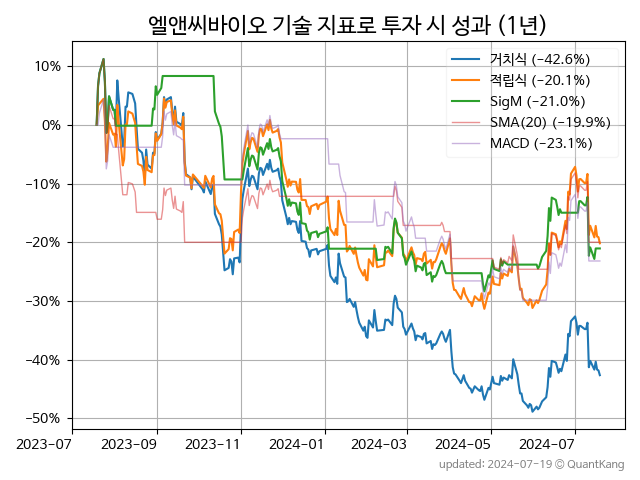 엘앤씨바이오 기술 지표로 투자 시 성과 (1년)
거치식 (−42.6%)
적립식 (−20.1%)
SigM (−21.0%)
SMA(20) (−19.9%)
MACD (−23.1%)
10%
0%
−10%
−20%
−30%
−40%
−50%
2023-07 2023-09 2023-11 2024-01 2024-03 2024-05 2024-07
updated: 2024-07-19 © QuantKang